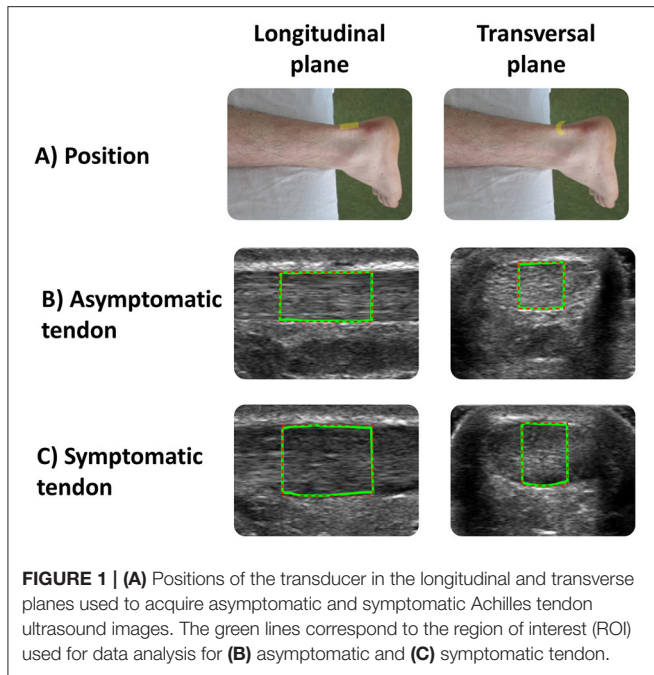 Longitudinal
plane
Transversal
plane
A) Position
B) Asymptomatic
tendon
C) Symptomatic
tendon
FIGURE 1 | (A) Positions of the transducer in the longitudinal and transverse
planes used to acquire asymptomatic and symptomatic Achilles tendon
ultrasound images. The green lines correspond to the region of interest (ROI)
used for data analysis for (B) asymptomatic and (C) symptomatic tendon.